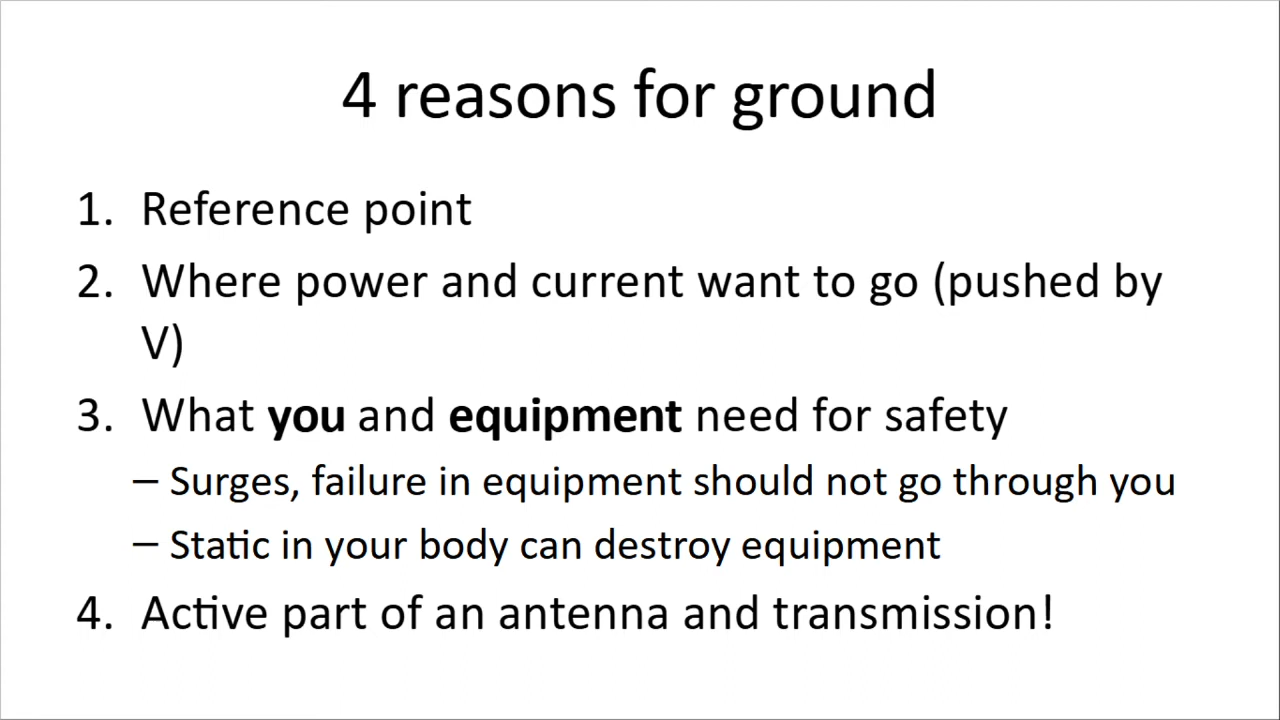 4 reasons for ground
1. Reference point
2. Where power and current want to go (pushed by
V)
3. What you and equipment need for safety
– Surges, failure in equipment should not go through you
– Static in your body can destroy equipment
4. Active part of an antenna and transmission!